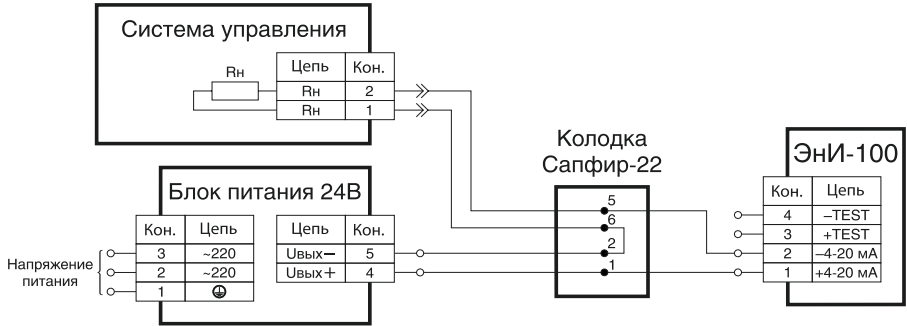 Система управления
Rн
Цепь Кон.
Rн 2
Rн 1
Колодка
Сапфир-22
5
6
2
1
ЭнИ-100
Кон. Цепь
4 –TEST
3 +TEST
2 –4-20 мА
1 +4-20 мА
Блок питания 24В
Кон. Цепь
3 ~220
2 ~220
1
Цепь Кон.
Uвых– 5
Uвых+ 4
Напряжение
питания